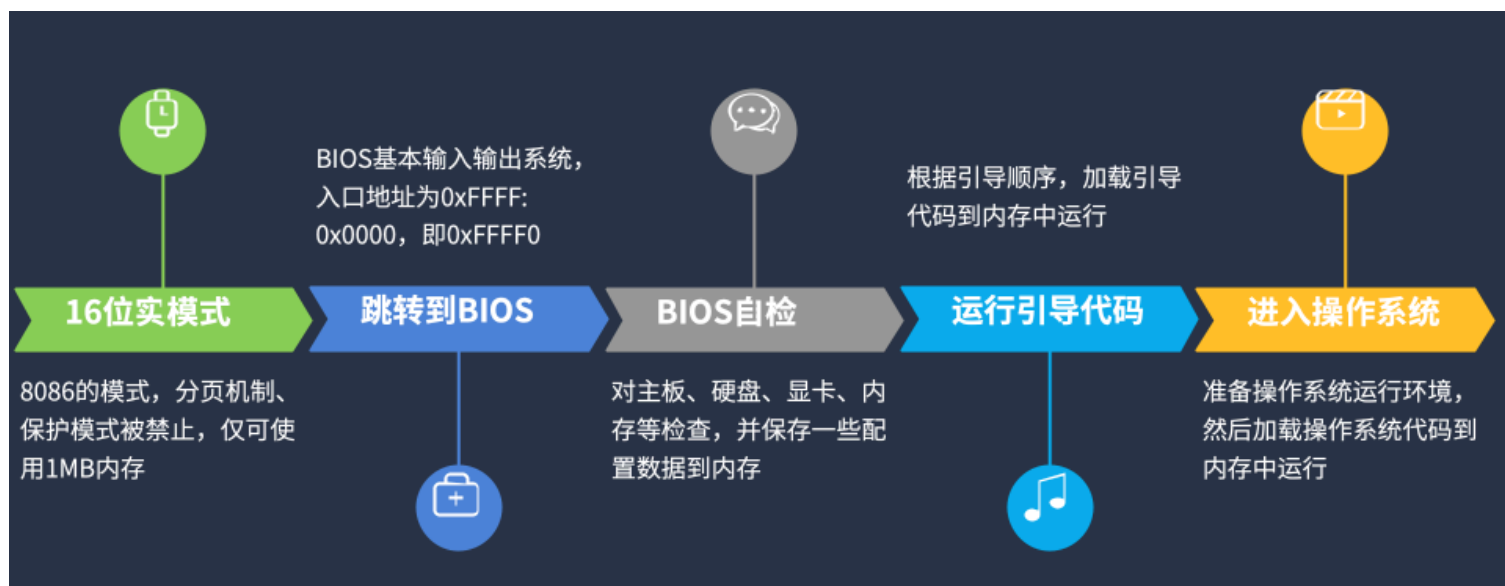 16位实模式
8086的模式，分页机制、
保护模式被禁止，仅可使
用1MB内存
BIOS基本输入输出系统，
入口地址为0xFFFF:
0x0000，即0xFFFF0
跳转到BIOS
BIOS自检
对主板、硬盘、显卡、内
存等检查，并保存一些配
置数据到内存
根据引导顺序，加载引导
代码到内存中运行
运行引导代码
进入操作系统
准备操作系统运行环境，
然后加载操作系统代码到
内存中运行